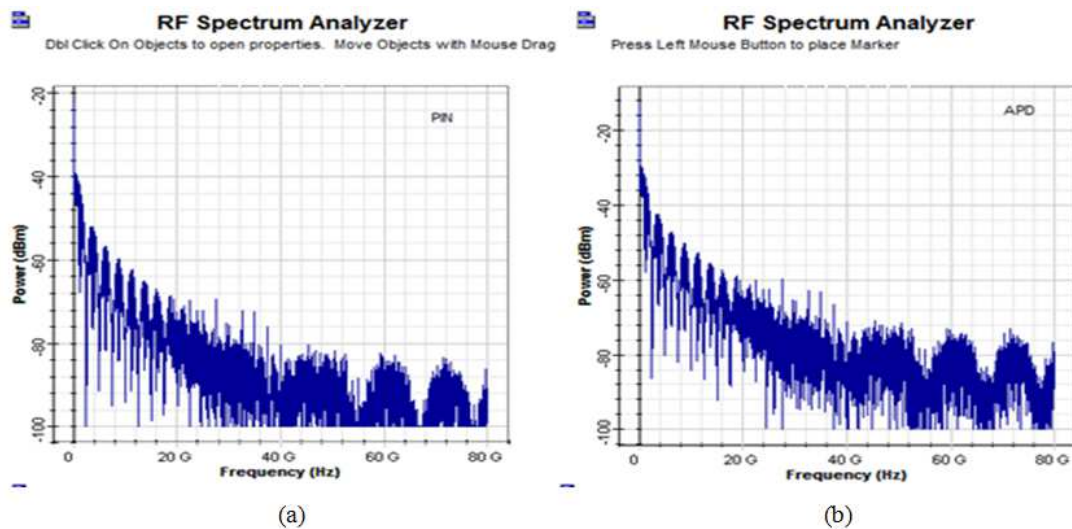 RF Spectrum Analyzer
Dbl Click On Objects to open properties. Move Objects with Mouse Drag
PIN
Power (dBm)
-20
-40
-60
-80
-100
0
20 G
40 G
60 G
80 G
Frequency (Hz)
(a)
RF Spectrum Analyzer
Press Left Mouse Button to place Marker
APD
Power (dBm)
-20
-40
-60
-80
-100
0
20 G
40 G
60 G
80 G
Frequency (Hz)
(b)